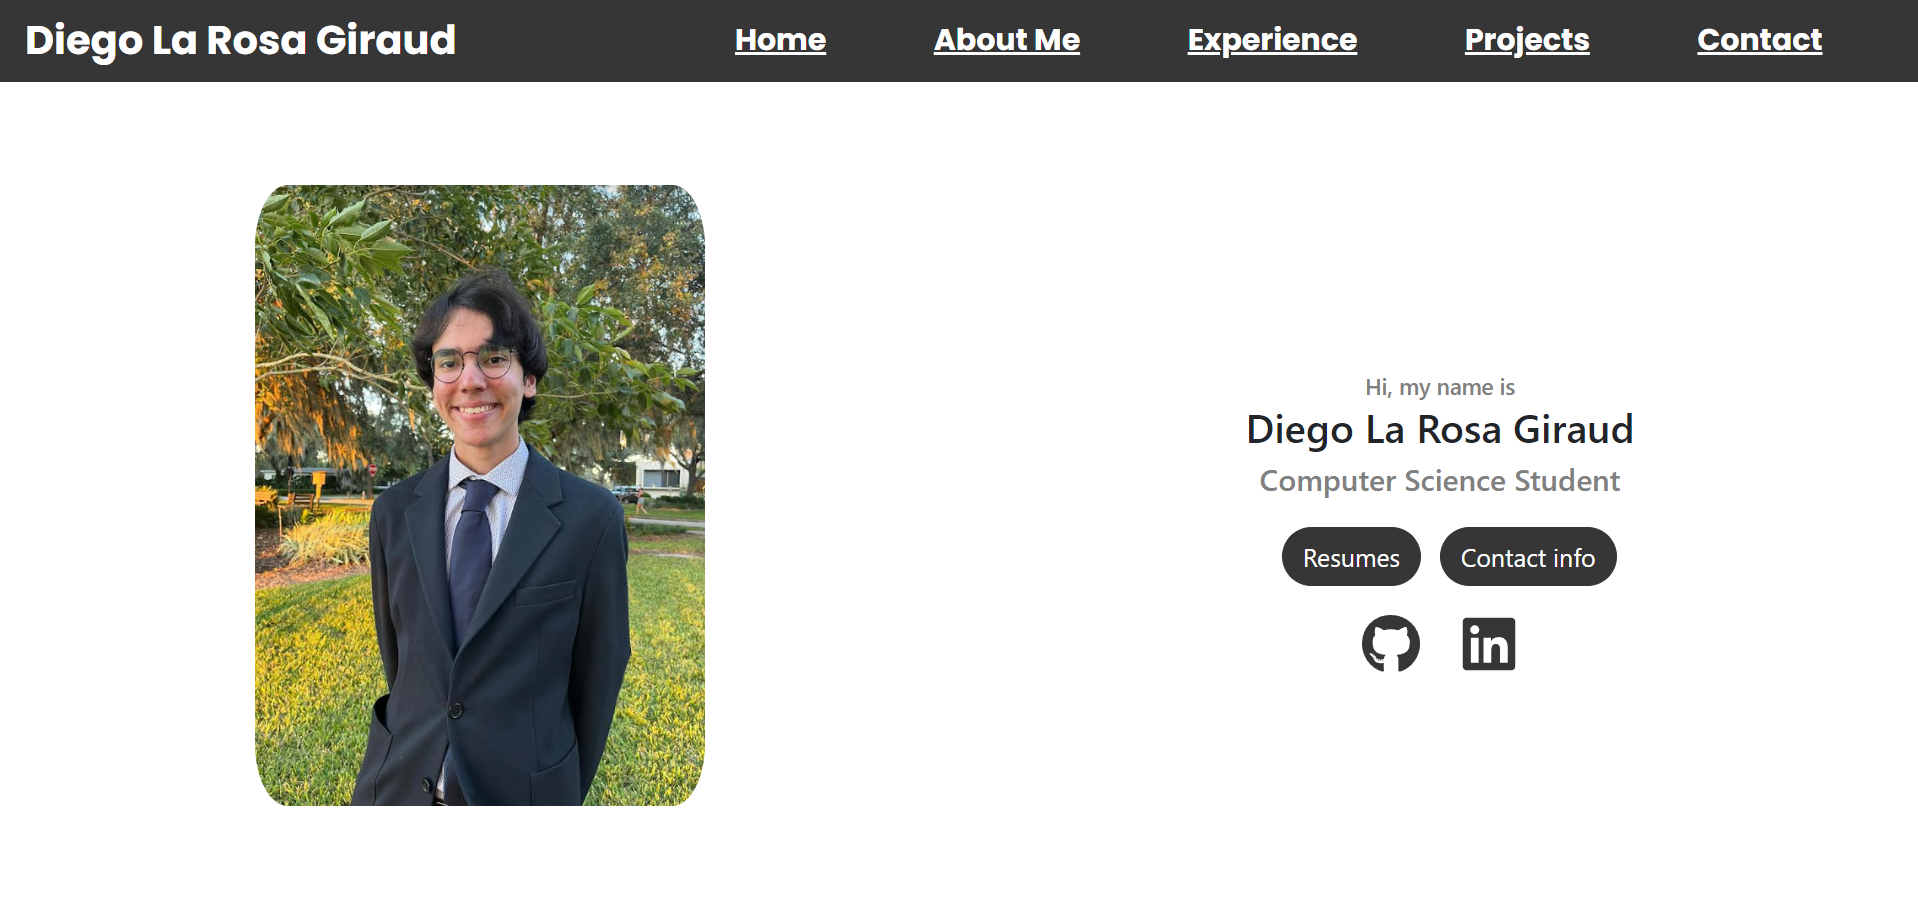 Diego La Rosa Giraud Home About Me Experience Projects Contact
Hi, my name is
Diego La Rosa Giraud
Computer Science Student
Resumes Contact info
in